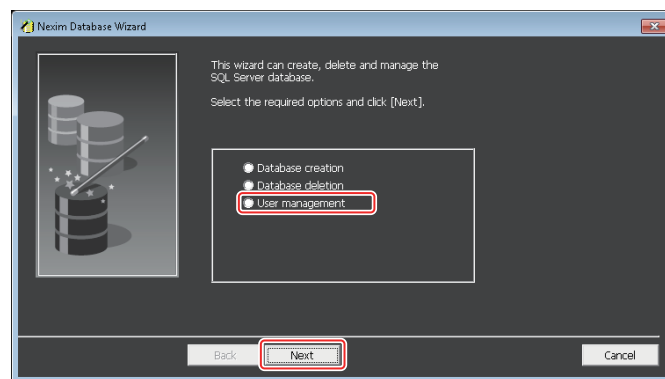 Nexim Database Wizard
This wizard can create, delete and manage the
SQL Server database.
Select the required options and click [Next].
Database creation
Database deletion
User management
Back
Next
Cancel